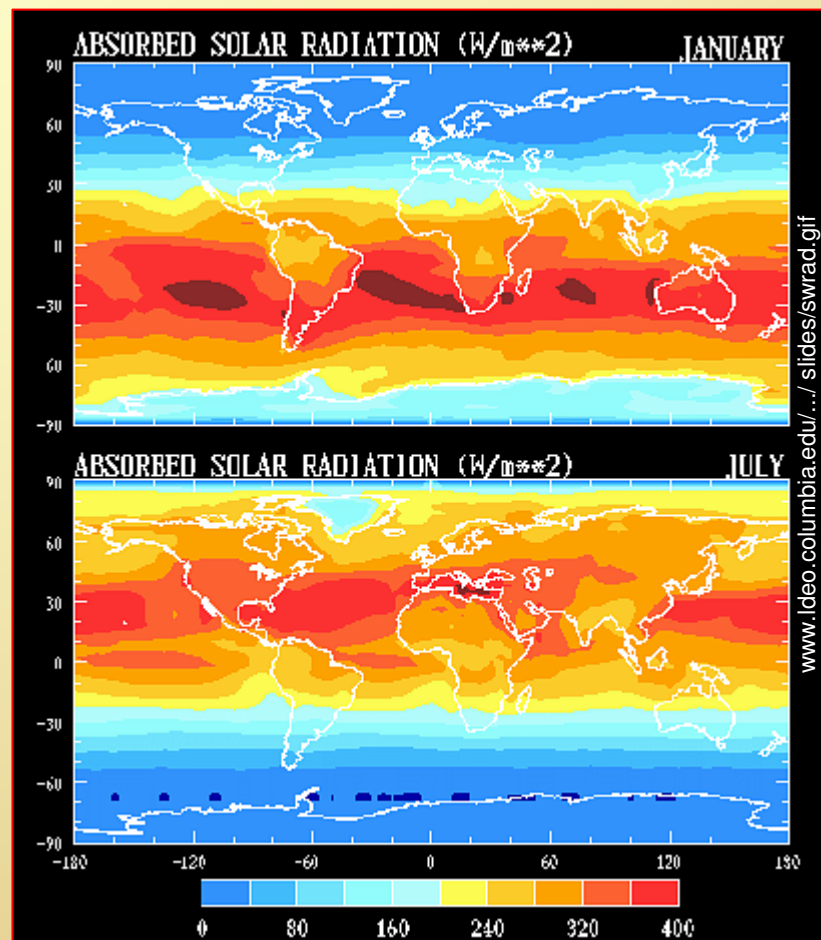 ABSORBED SOLAR RADIATION (W/m**2) JANUARY
90
60
30
0
-30
-60
-90
ABSORBED SOLAR RADIATION (W/m**2) JULY
90
60
30
0
-30
-60
-90
-180 -120 -60 0 60 120 180
0 80 160 240 320 400
www.ldeo.columbia.edu/.../ slides/swrad.gif